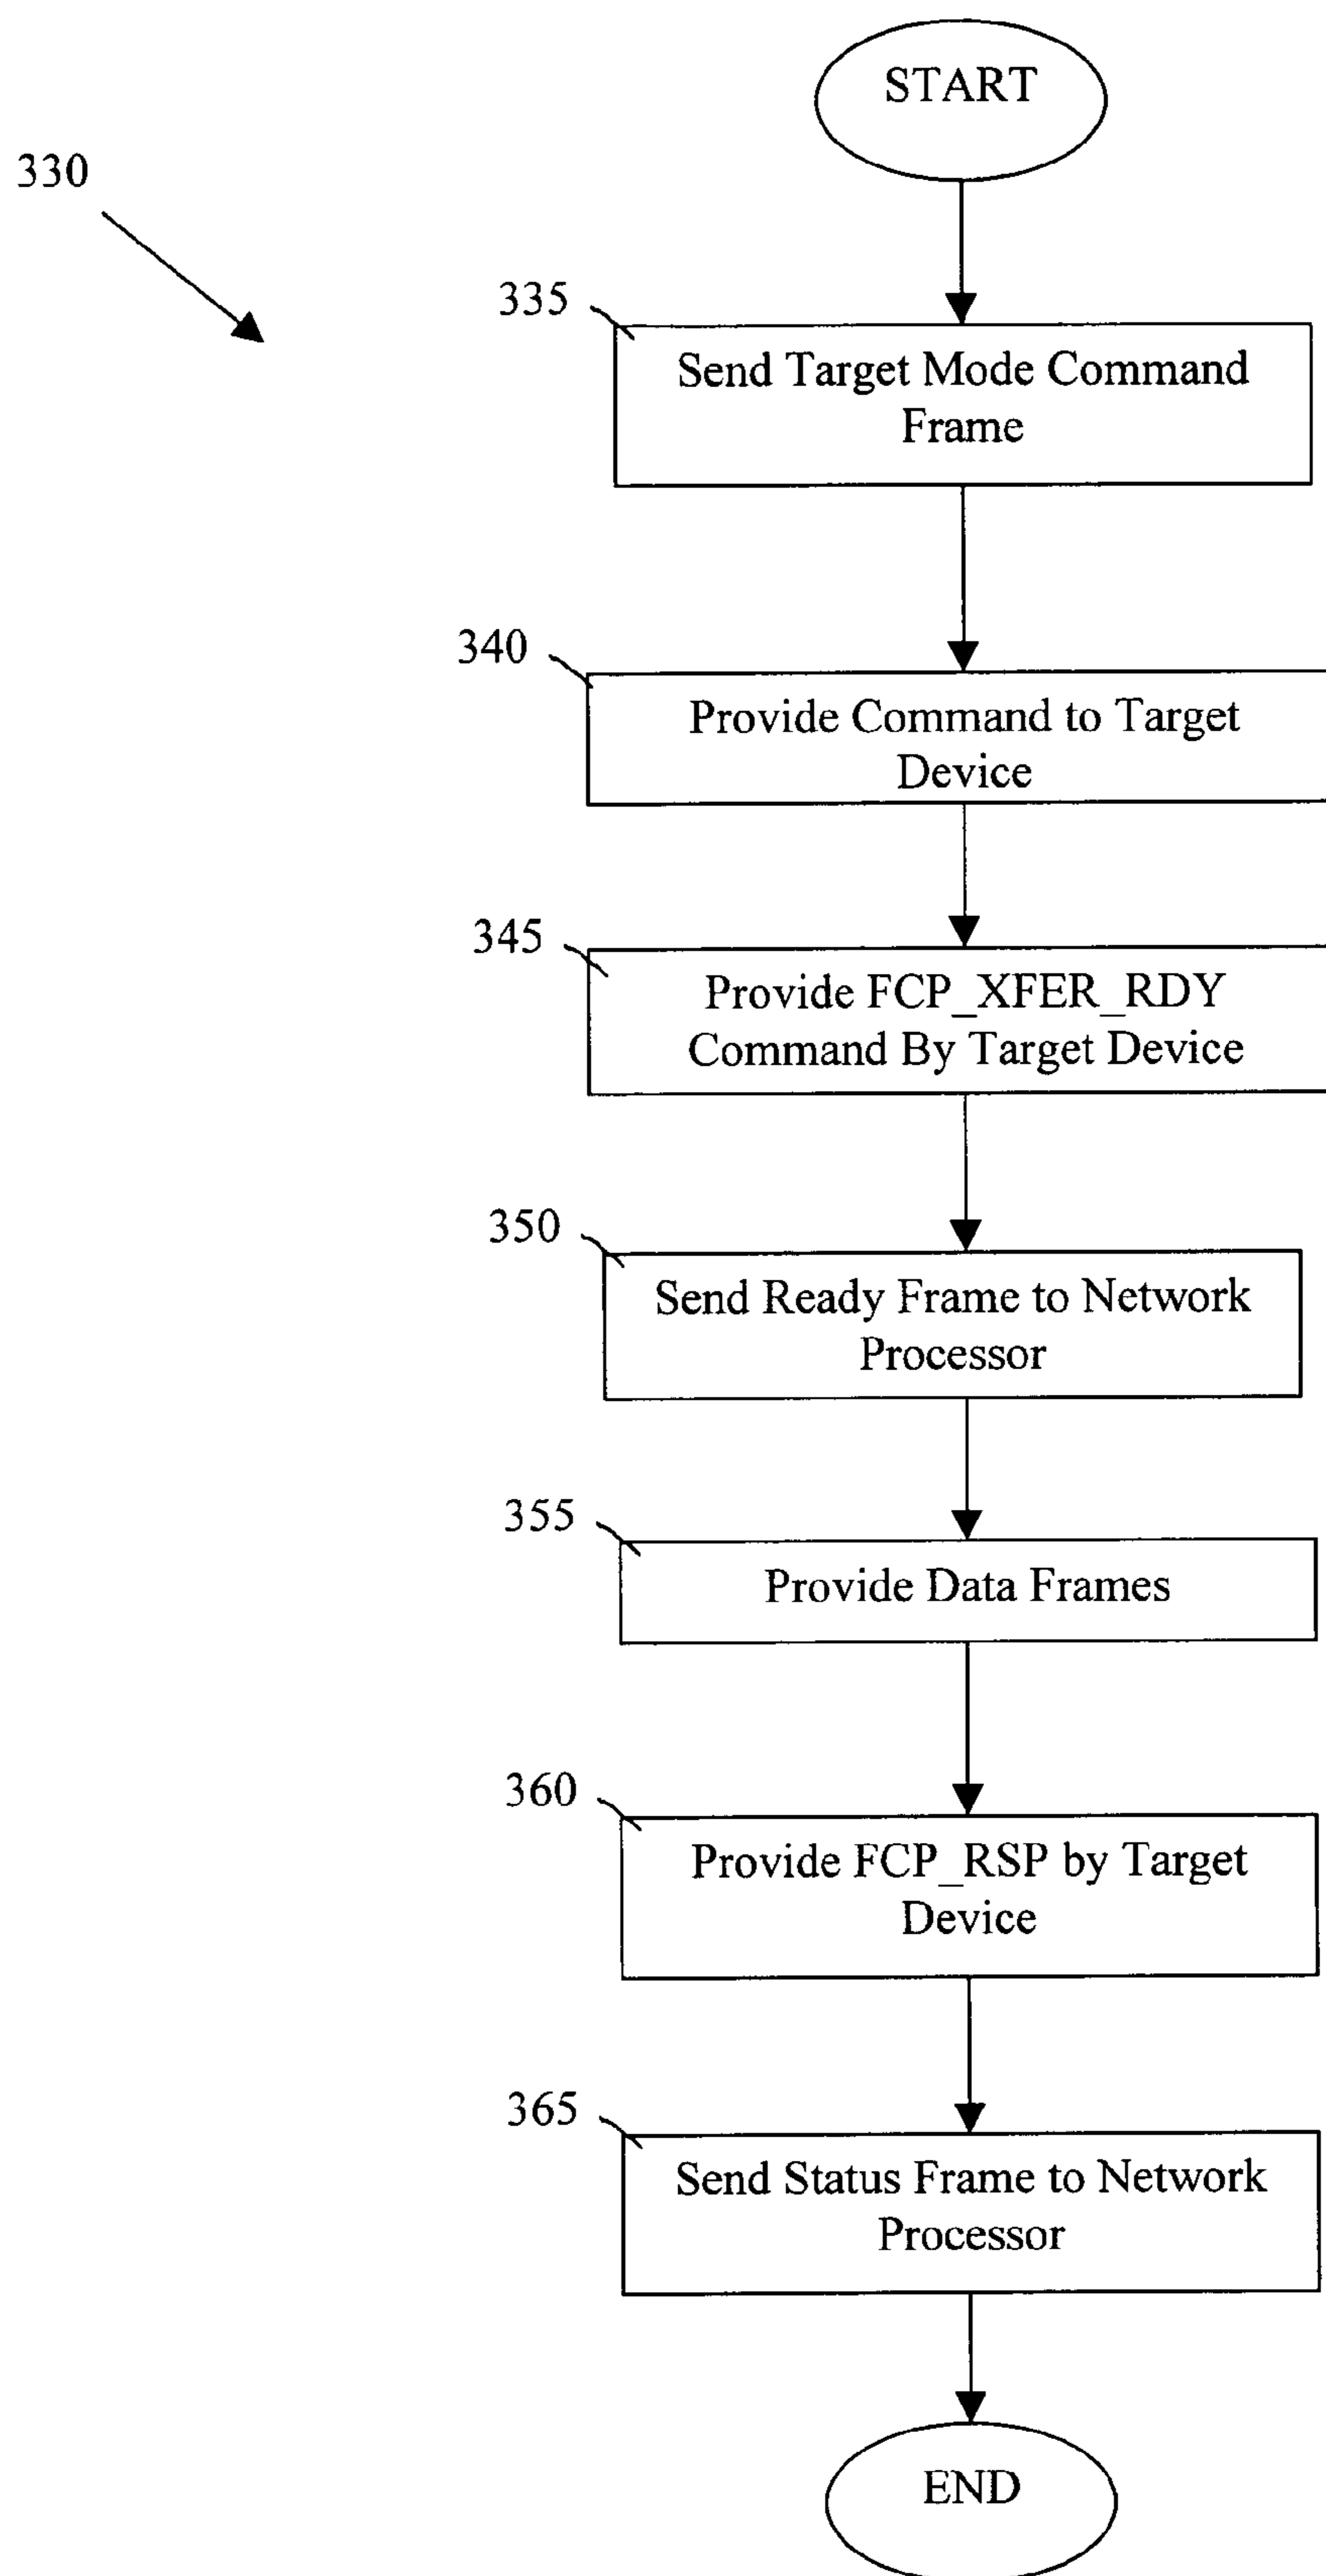 START
330
335
Send Target Mode Command
Frame
340
Provide Command to Target
Device
345
Provide FCP_XFER_RDY
Command By Target Device
350
Send Ready Frame to Network
Processor
355
Provide Data Frames
360
Provide FCP_RSP by Target
Device
365
Send Status Frame to Network
Processor
END